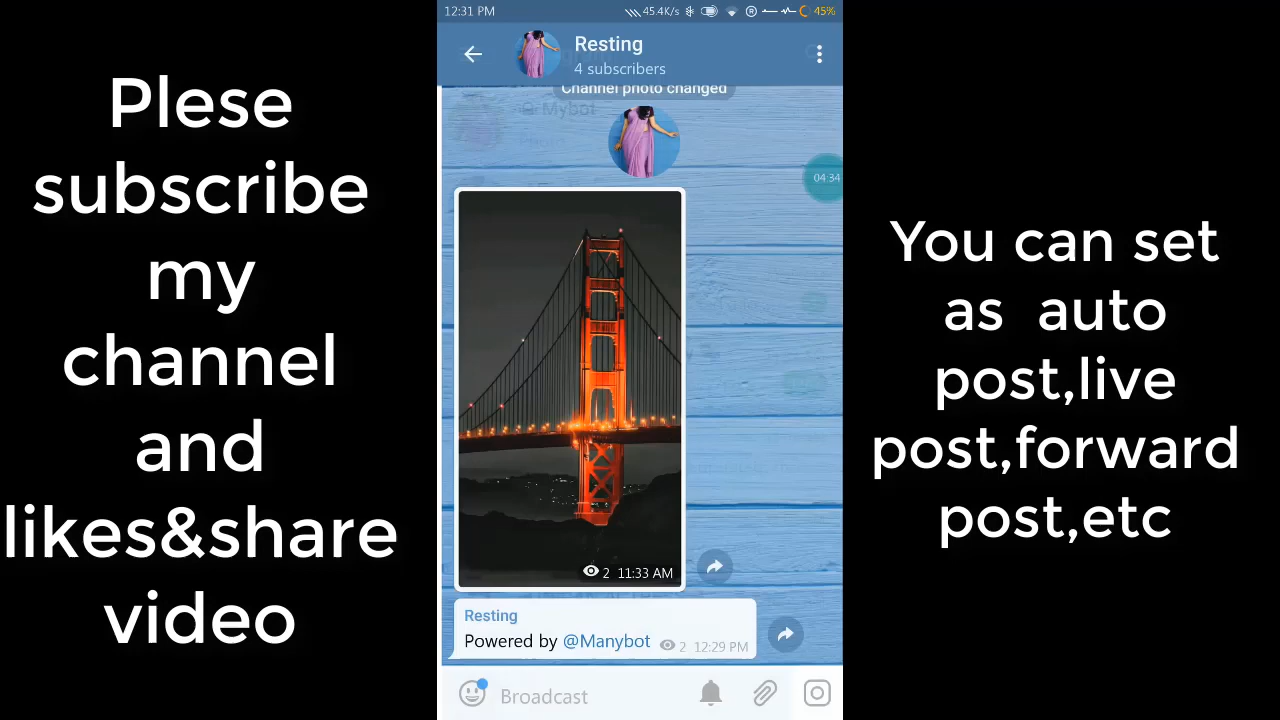 Plese
subscribe
my
channel
and
likes&share
video
12:31 PM
45.4K/s
45%
Resting
4 subscribers
Channel photo changed
Mybot
04:34
2 11:33 AM
Resting
Powered by @Manybot 2 12:29 PM
Broadcast
You can set
as auto
post,live
post,forward
post,etc